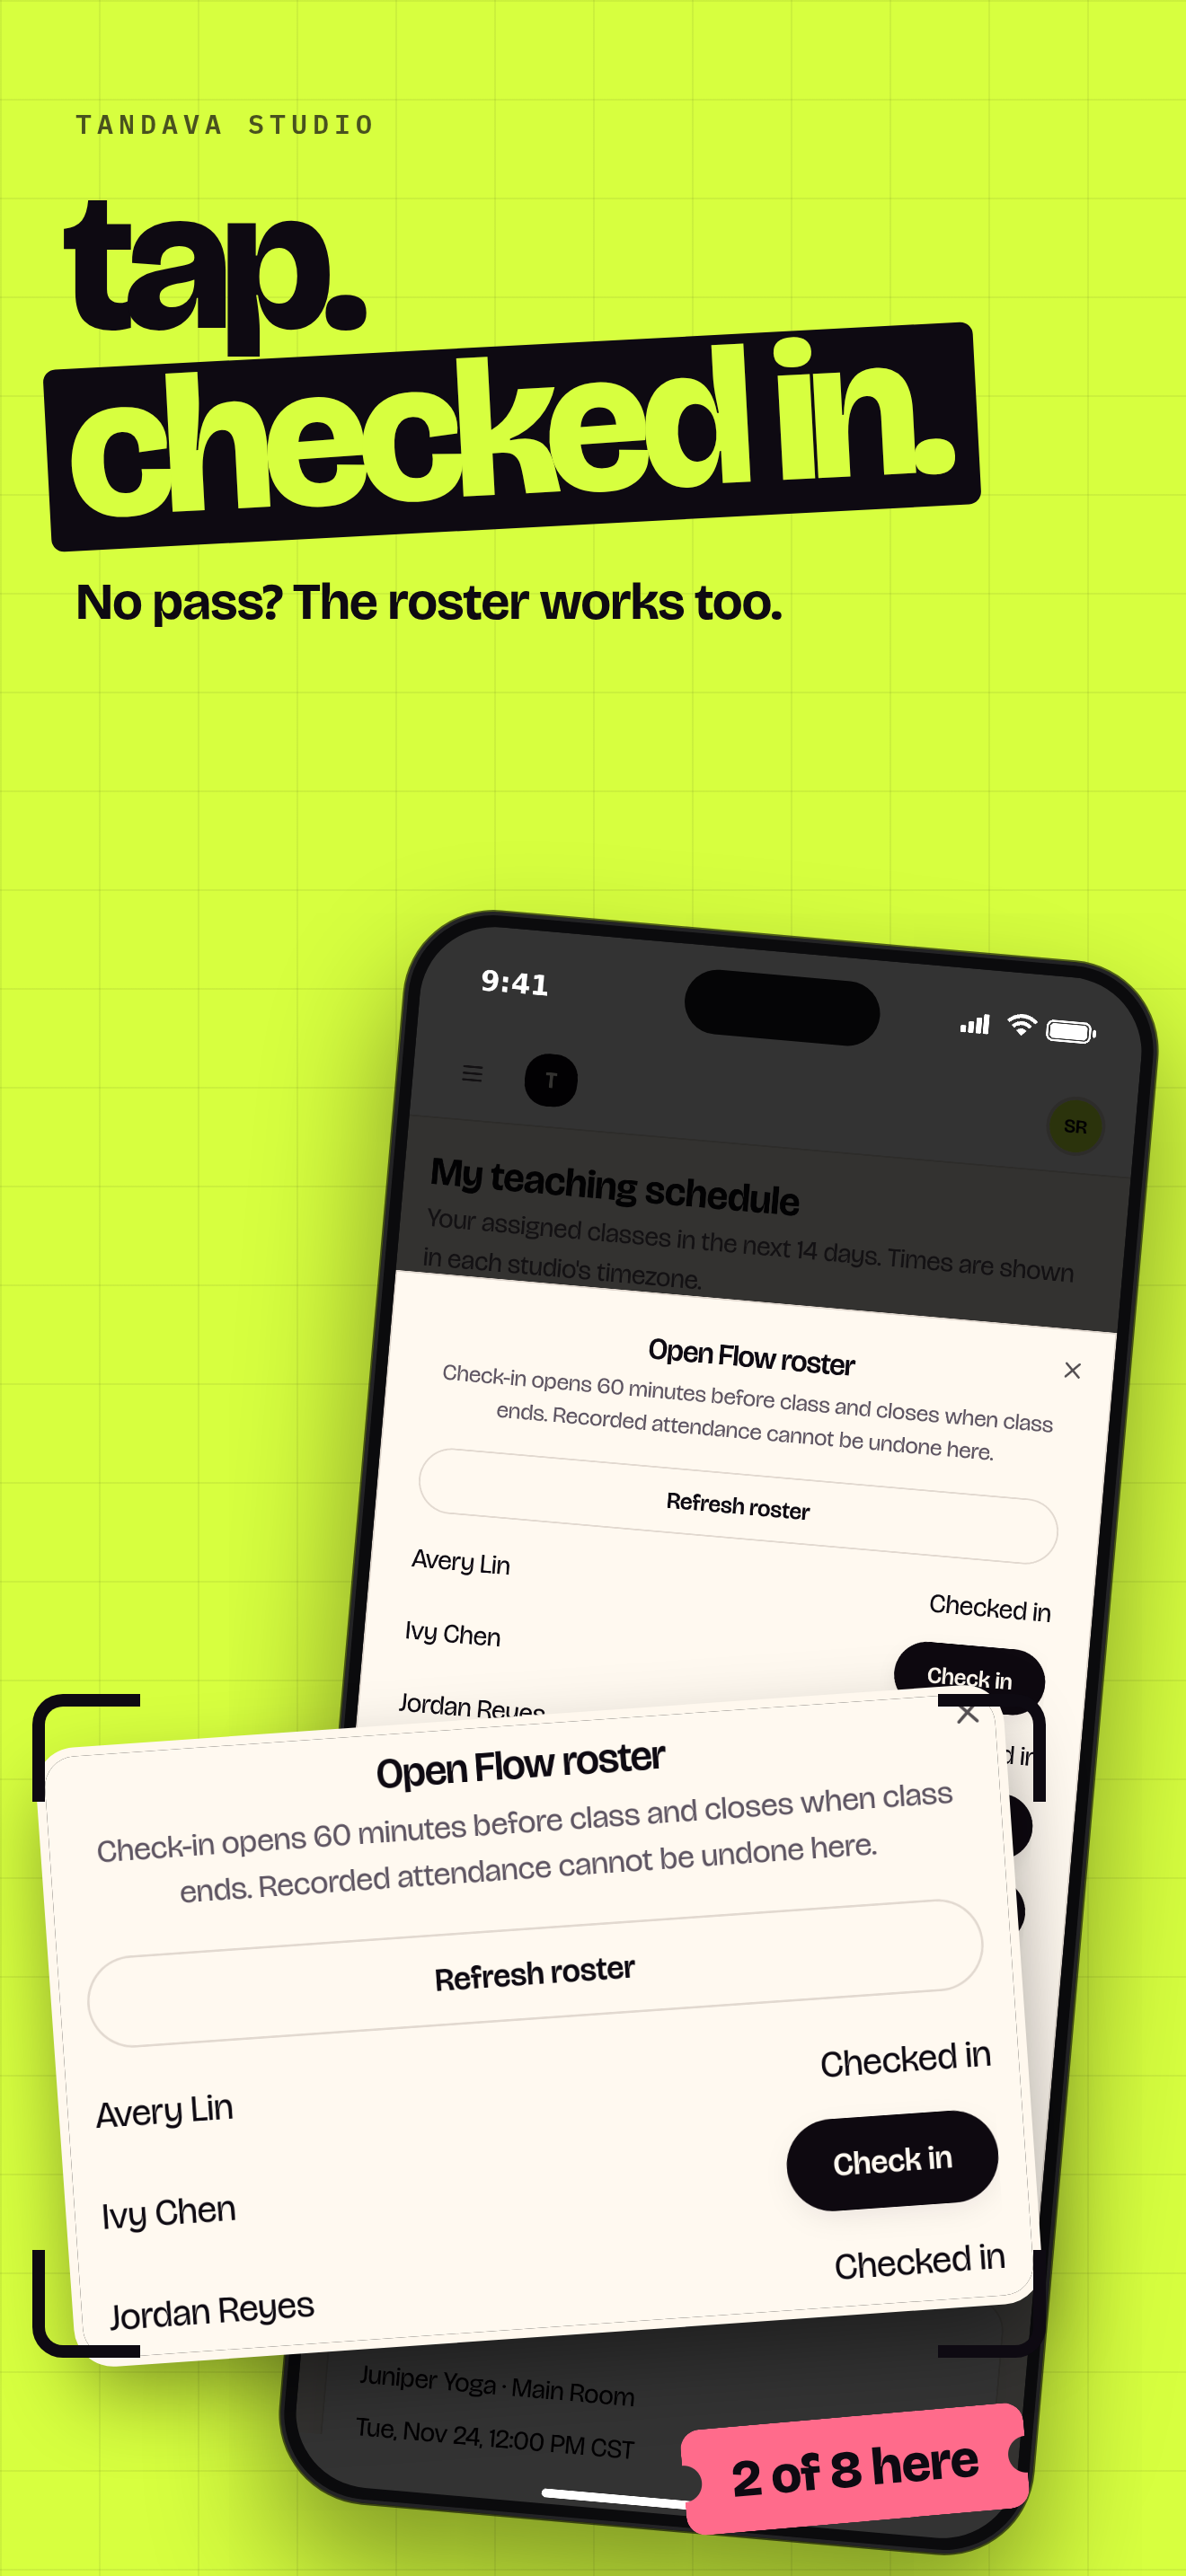 TANDAVA STUDIO
tap.
checked in.
No pass? The roster works too.
9:41
T
SR
My teaching schedule
Your assigned classes in the next 14 days. Times are shown
in each studio's timezone.
Open Flow roster
Check-in opens 60 minutes before class and closes when class
ends. Recorded attendance cannot be undone here.
Refresh roster
Avery Lin
Checked in
Ivy Chen
Check in
Jordan Reyes
Open Flow roster
Check-in opens 60 minutes before class and closes when class
ends. Recorded attendance cannot be undone here.
Refresh roster
Avery Lin
Checked in
Ivy Chen
Check in
Jordan Reyes
Checked in
Juniper Yoga · Main Room
Tue, Nov 24, 12:00 PM CST
2 of 8 here